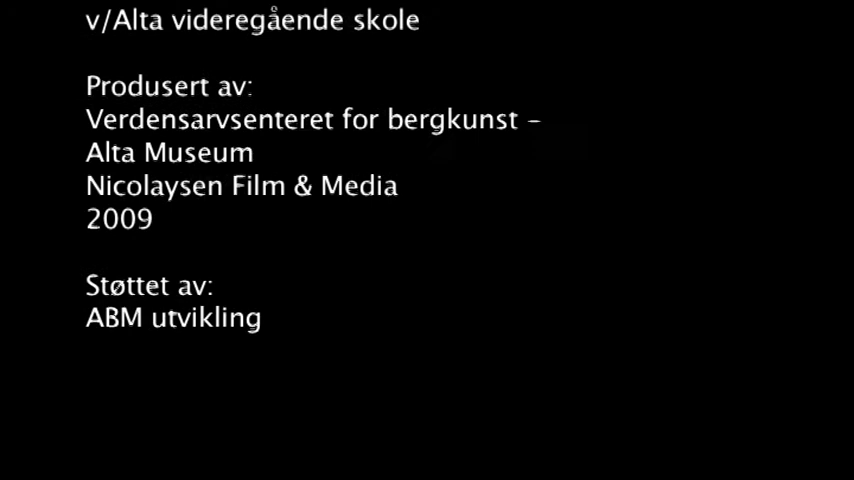 v/Alta videregående skole
Produsert av:
Verdensarvsenteret for bergkunst -
Alta Museum
Nicolaysen Film & Media
2009
Støttet av:
ABM utvikling